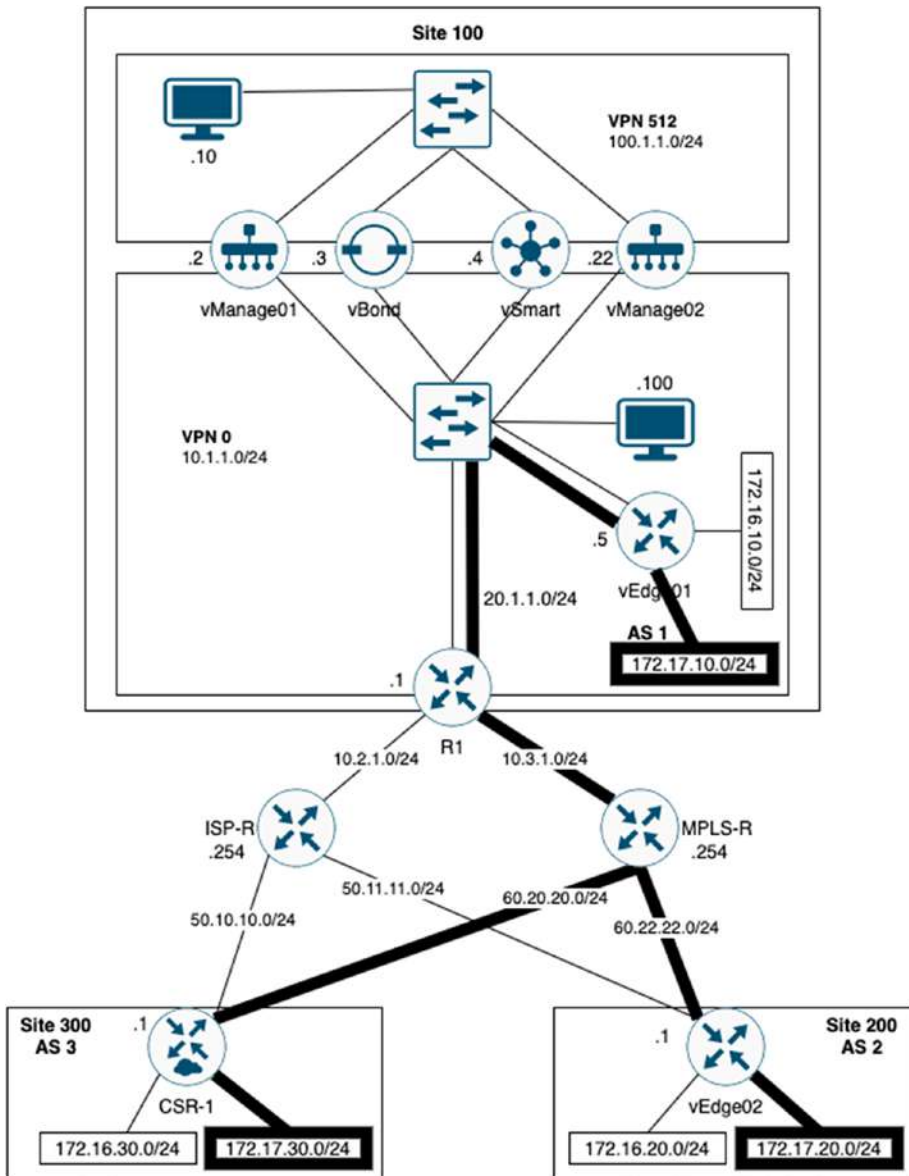 Site 100
VPN 512
100.1.1.0/24
.10
.2
.3
.4
.22
vManage01
vBond
vSmart
vManage02
.100
VPN 0
10.1.1.0/24
172.16.10.0/24
.5
vEdge01
20.1.1.0/24
AS 1
172.17.10.0/24
.1
R1
10.2.1.0/24
10.3.1.0/24
ISP-R
.254
MPLS-R
.254
50.11.11.0/24
60.20.20.0/24
50.10.10.0/24
60.22.22.0/24
Site 300
AS 3
.1
CSR-1
172.16.30.0/24
172.17.30.0/24
.1
Site 200
AS 2
vEdge02
172.16.20.0/24
172.17.20.0/24